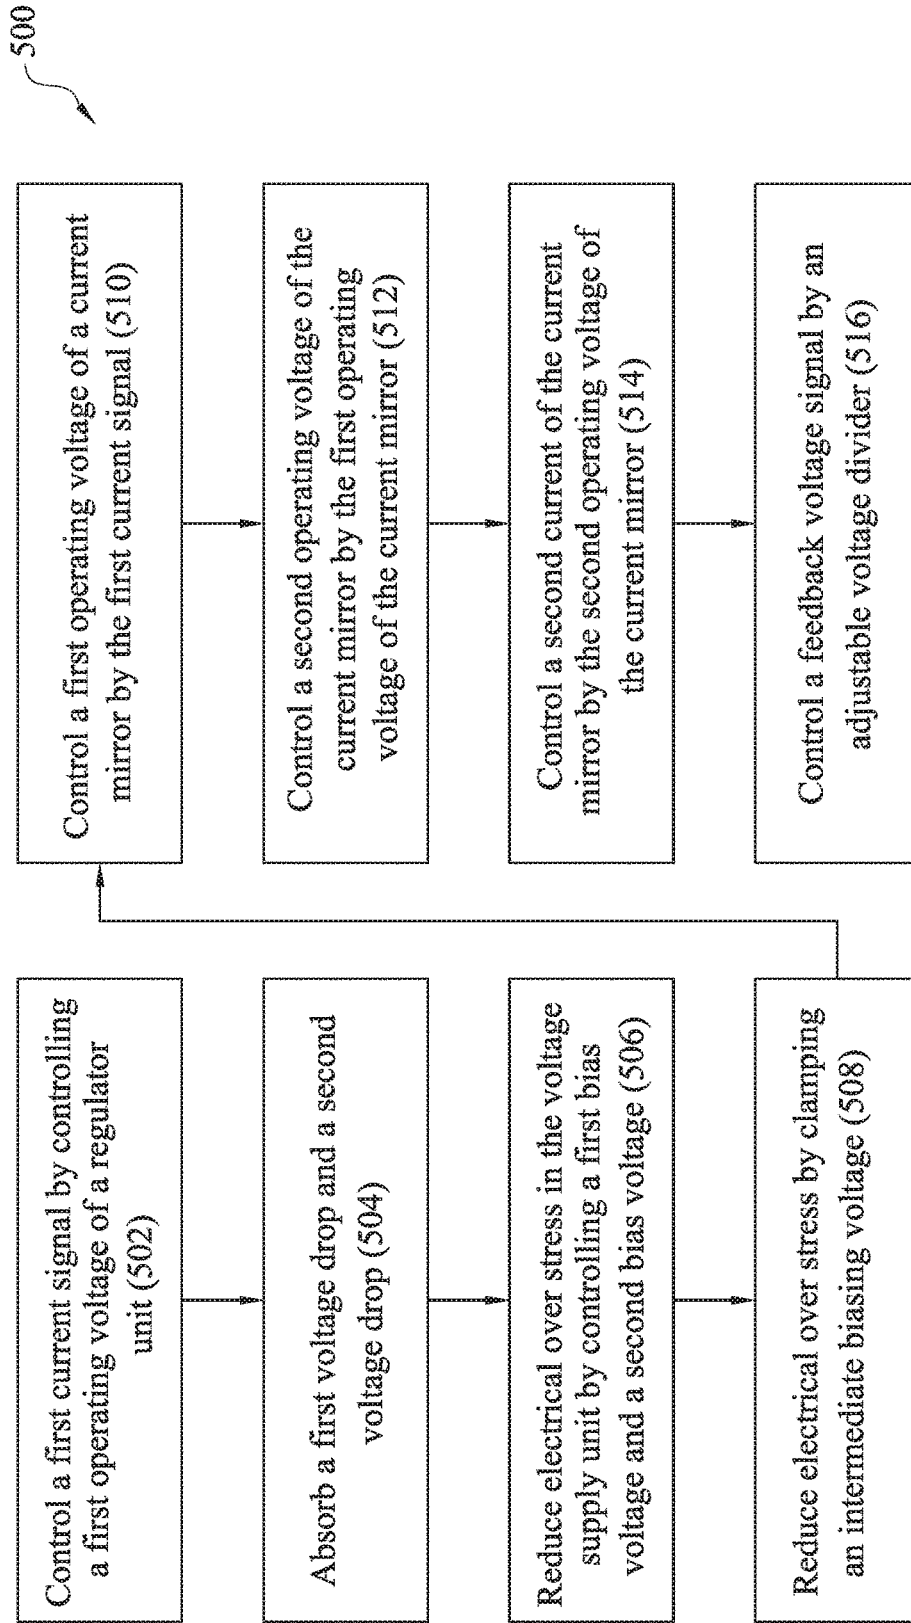 500
Control a first current signal by controlling
a first operating voltage of a regulator
unit (502)
Absorb a first voltage drop and a second
voltage drop (504)
Reduce electrical over stress in the voltage
supply unit by controlling a first bias
voltage and a second bias voltage (506)
Reduce electrical over stress by clamping
an intermediate biasing voltage (508)
Control a first operating voltage of a current
mirror by the first current signal (510)
Control a second operating voltage of the
current mirror by the first operating
voltage of the current mirror (512)
Control a second current of the current
mirror by the second operating voltage of
the current mirror (514)
Control a feedback voltage signal by an
adjustable voltage divider (516)